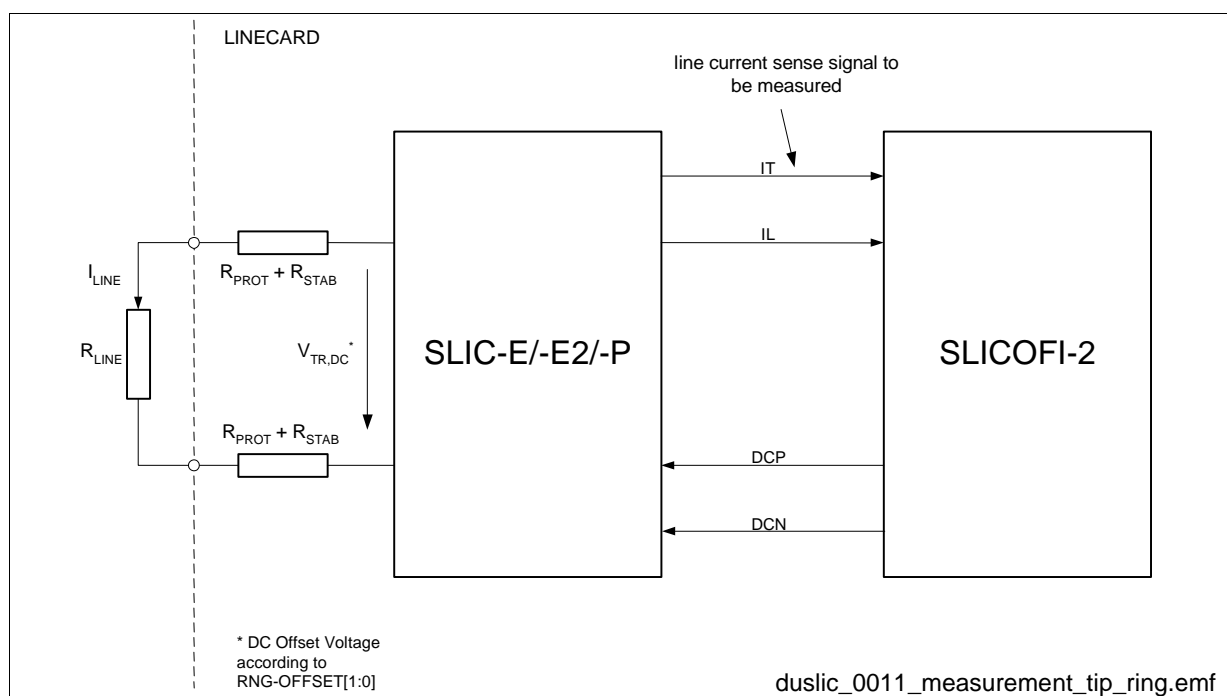 LINECARD
line current sense signal to
be measured
IT
IL
I_LINE
R_PROT + R_STAB
R_LINE
V_TR,DC*
SLIC-E/-E2/-P
SLICOFI-2
R_PROT + R_STAB
DCP
DCN
* DC Offset Voltage
according to
RNG-OFFSET[1:0]
duslic_0011_measurement_tip_ring.emf